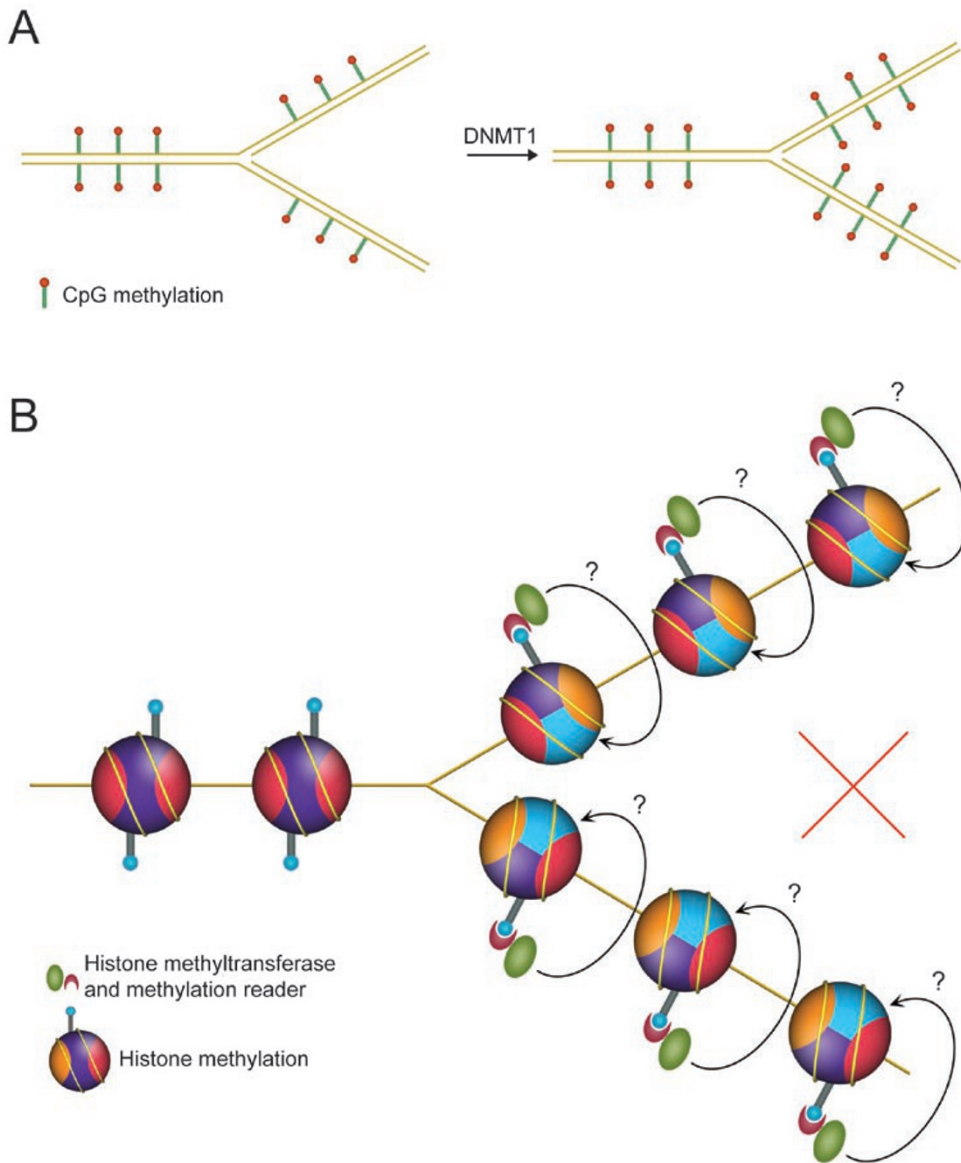 A
DNMT1
CpG methylation
B
?
?
?
?
?
?
Histone methyltransferase
and methylation reader
Histone methylation